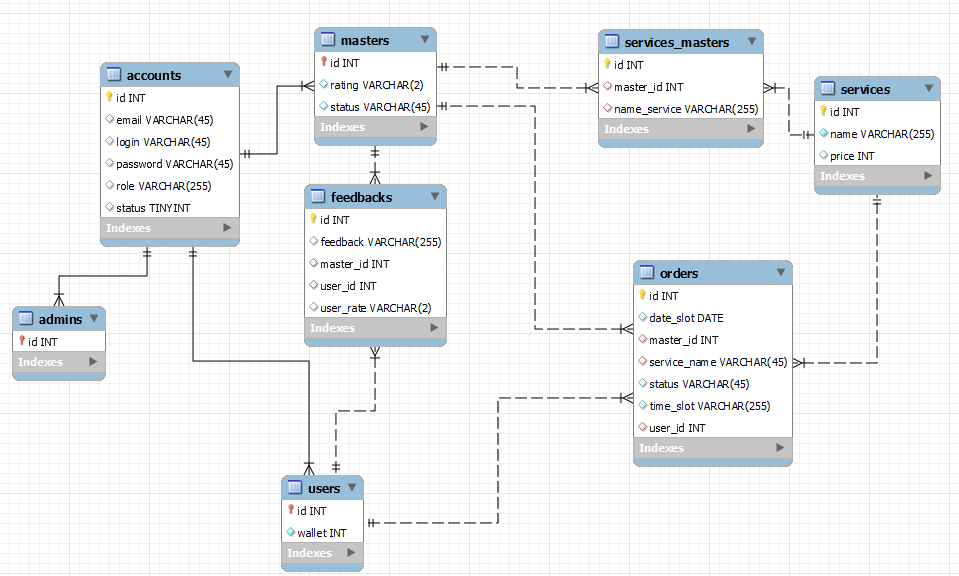 accounts
id INT
email VARCHAR(45)
login VARCHAR(45)
password VARCHAR(45)
role VARCHAR(255)
status TINYINT
Indexes
masters
id INT
rating VARCHAR(2)
status VARCHAR(45)
Indexes
services_masters
id INT
master_id INT
name_service VARCHAR(255)
Indexes
services
id INT
name VARCHAR(255)
price INT
Indexes
feedbacks
id INT
feedback VARCHAR(255)
master_id INT
user_id INT
user_rate VARCHAR(2)
Indexes
orders
id INT
date_slot DATE
master_id INT
service_name VARCHAR(45)
status VARCHAR(45)
time_slot VARCHAR(255)
user_id INT
Indexes
admins
id INT
Indexes
users
id INT
wallet INT
Indexes